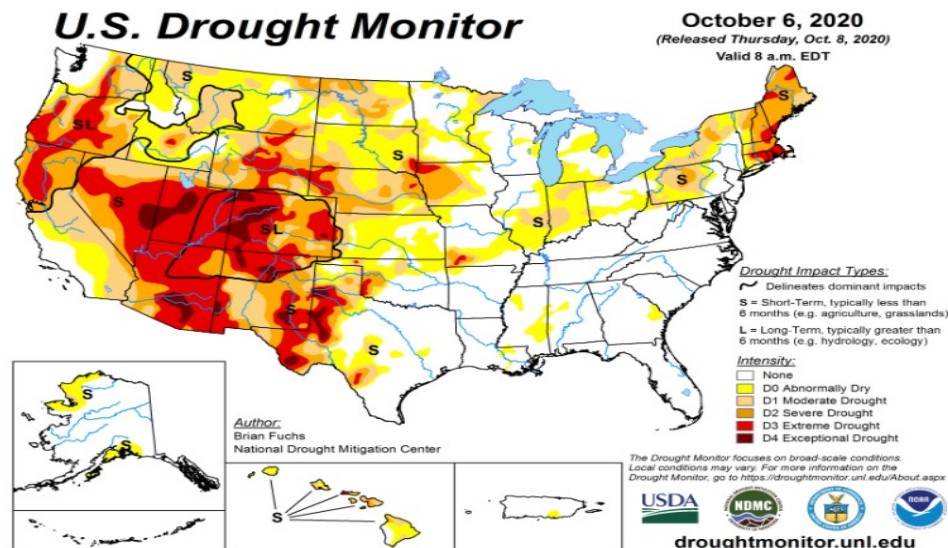 U.S. Drought Monitor
October 6, 2020
(Released Thursday, Oct. 8, 2020)
Valid 8 a.m. EDT
S
SL
S
S
SL
S
S
S
S
S
S
S
S
S
Drought Impact Types:
Delineates dominant impacts
S = Short-Term, typically less than
6 months (e.g. agriculture, grasslands)
L = Long-Term, typically greater than
6 months (e.g. hydrology, ecology)
Intensity:
None
D0 Abnormally Dry
D1 Moderate Drought
D2 Severe Drought
D3 Extreme Drought
D4 Exceptional Drought
Author:
Brian Fuchs
National Drought Mitigation Center
The Drought Monitor focuses on broad-scale conditions.
Local conditions may vary. For more information on the
Drought Monitor, go to https://droughtmonitor.unl.edu/About.aspx
USDA
NDMC
NOAA
droughtmonitor.unl.edu